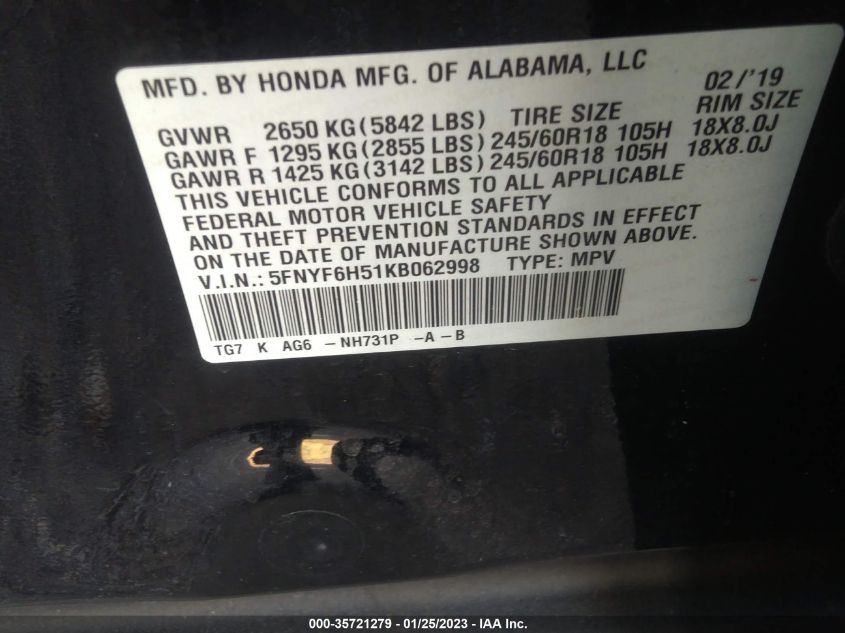 MFD. BY HONDA MFG. OF ALABAMA, LLC 02/'19
GVWR 2650 KG(5842 LBS) TIRE SIZE RIM SIZE
GAWR F 1295 KG(2855 LBS) 245/60R18 105H 18X8.0J
GAWR R 1425 KG(3142 LBS) 245/60R18 105H 18X8.0J
THIS VEHICLE CONFORMS TO ALL APPLICABLE
FEDERAL MOTOR VEHICLE SAFETY
AND THEFT PREVENTION STANDARDS IN EFFECT
ON THE DATE OF MANUFACTURE SHOWN ABOVE.
V.I.N.: 5FNYF6H51KB062998 TYPE: MPV
TG7 K AG6 -NH731P -A-B
000-35721279 - 01/25/2023 - IAA Inc.